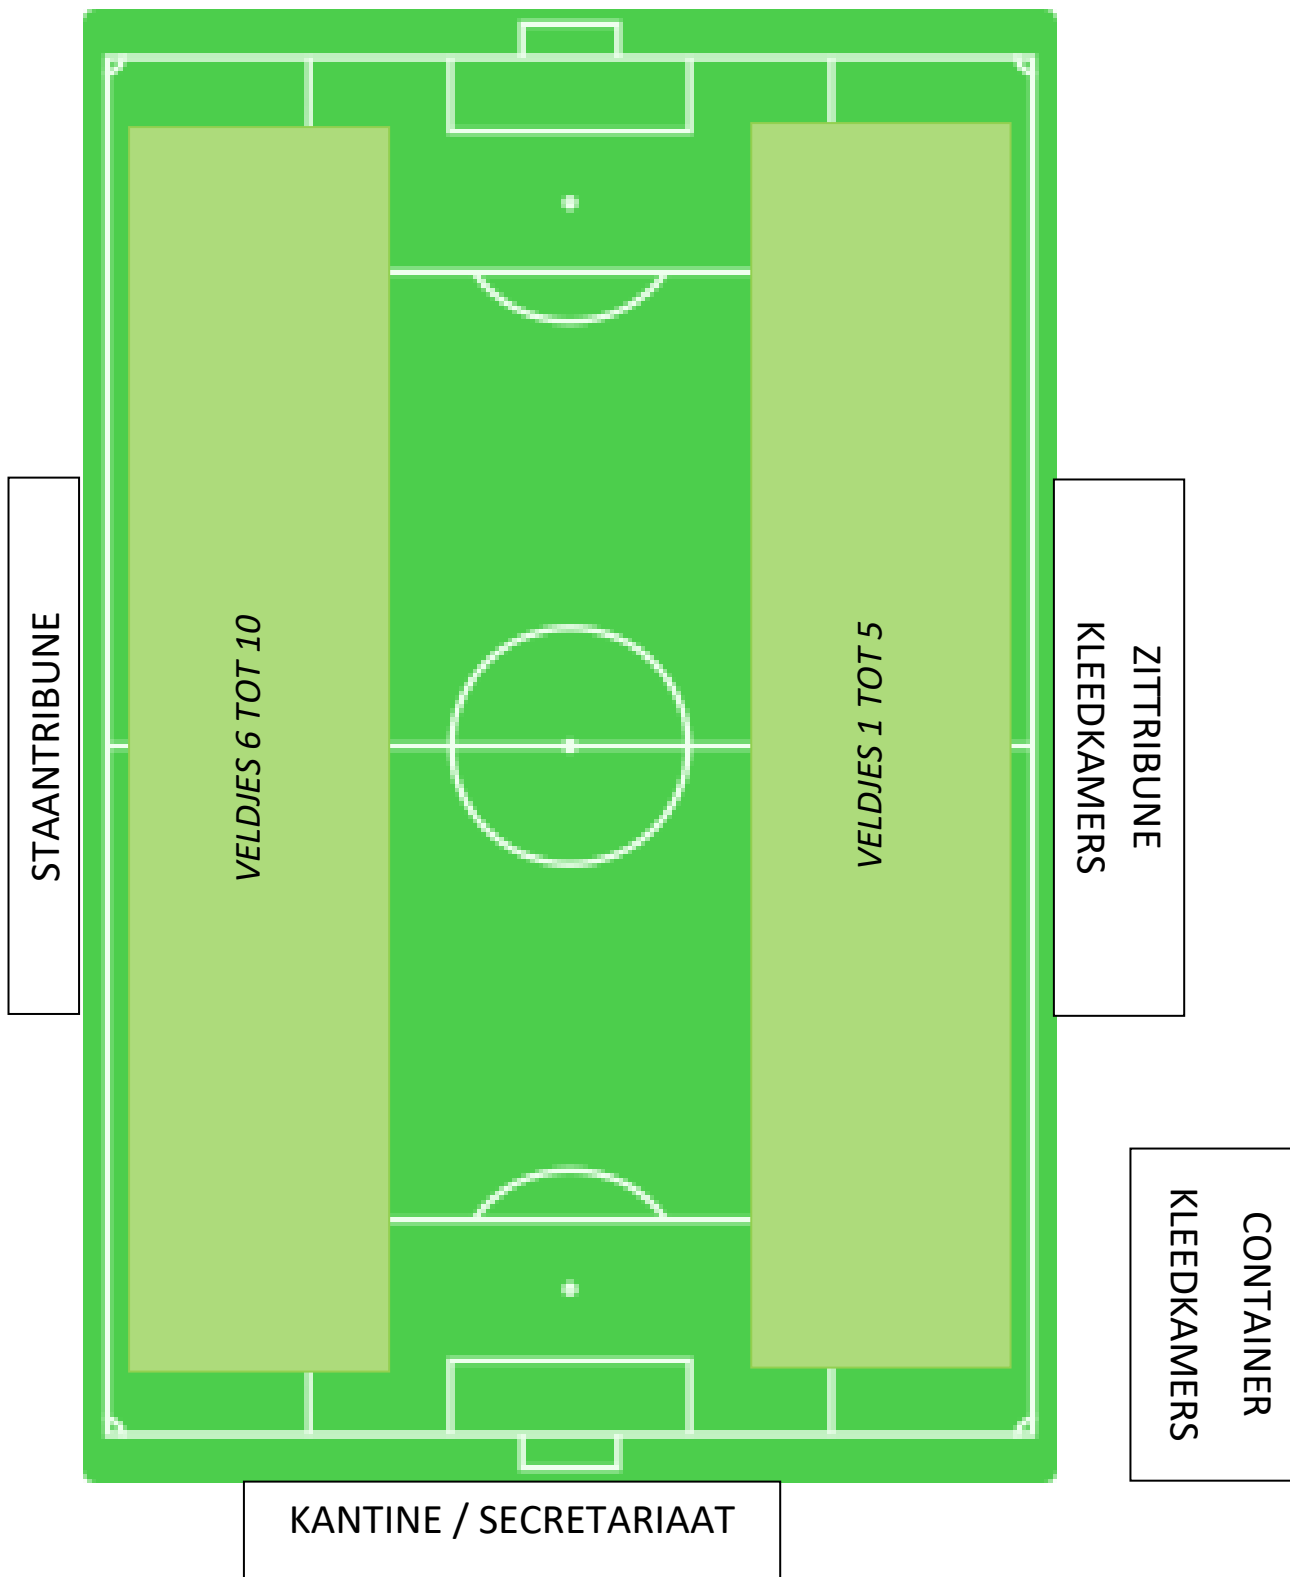 STAANTRIBUNE
VELDJES 6 TOT 10
VELDJES 1 TOT 5
ZITTRIBUNE
KLEEDKAMERS
CONTAINER
KLEEDKAMERS
KANTINE / SECRETARIAAT